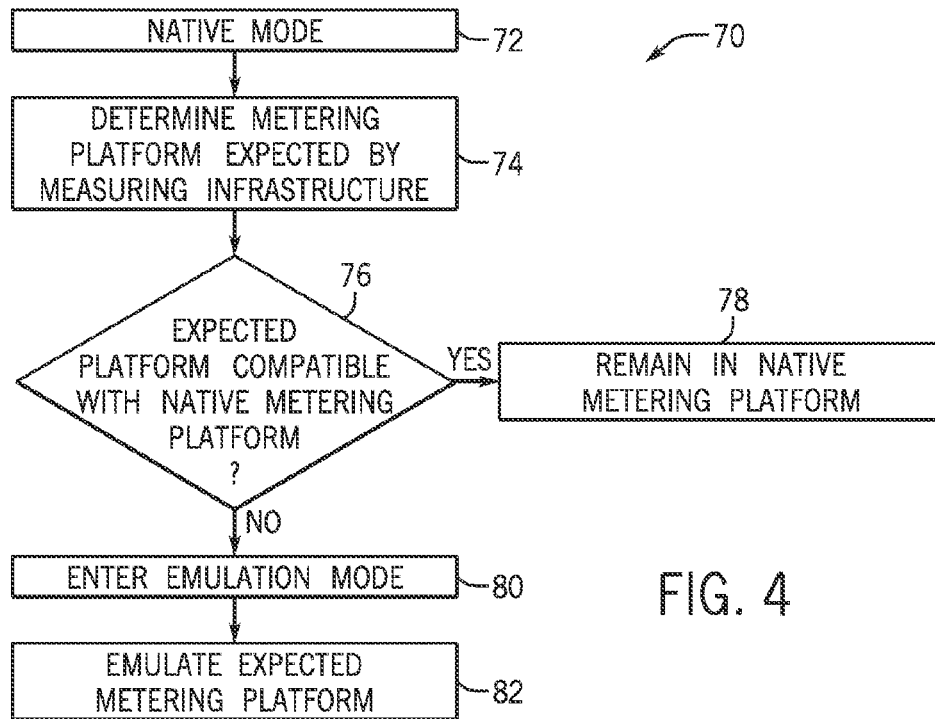 NATIVE MODE
72
70
DETERMINE METERING
PLATFORM EXPECTED BY
MEASURING INFRASTRUCTURE
74
76
EXPECTED
PLATFORM COMPATIBLE
WITH NATIVE METERING
PLATFORM
?
YES
78
REMAIN IN NATIVE
METERING PLATFORM
NO
ENTER EMULATION MODE
80
EMULATE EXPECTED
METERING PLATFORM
82
FIG. 4